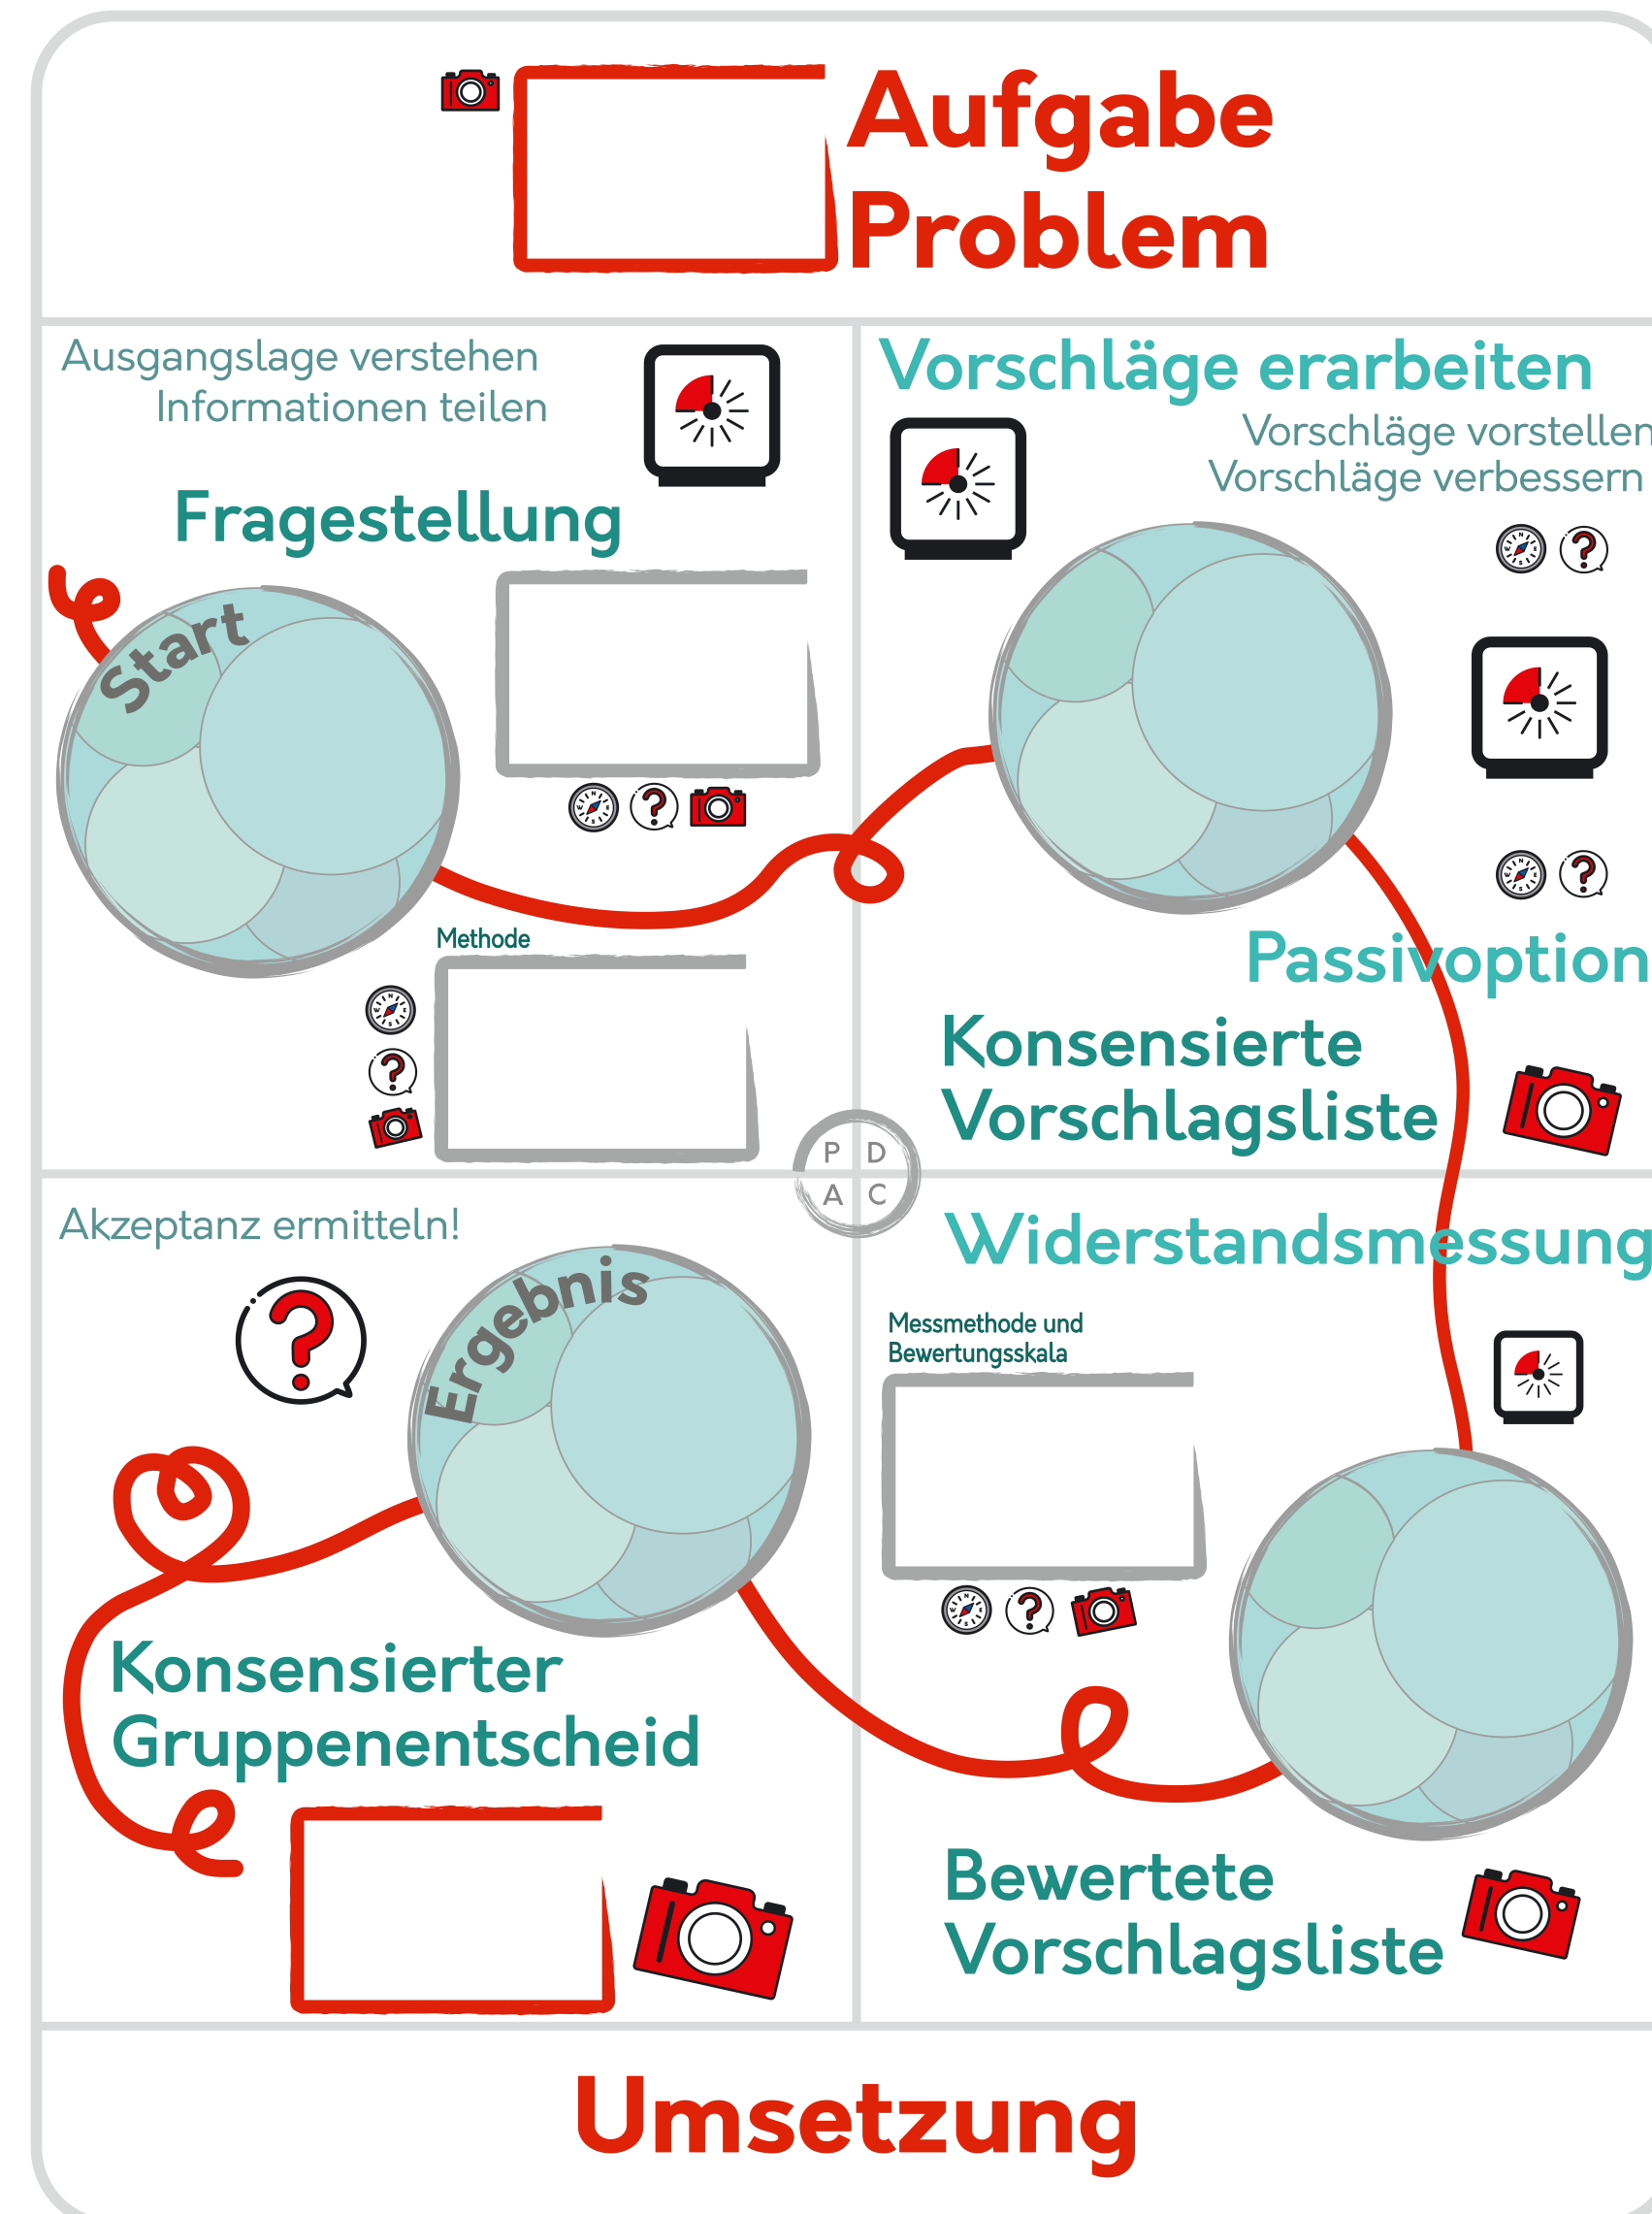 Aufgabe
Problem
Ausgangslage verstehen
Informationen teilen
Fragestellung
Start
Methode
Vorschläge erarbeiten
Vorschläge vorstellen
Vorschläge verbessern
Passivoption
Konsensierte
Vorschlagsliste
P D
A C
Widerstandsmessung
Messmethode und
Bewertungsskala
Bewertete
Vorschlagsliste
Akzeptanz ermitteln!
Ergebnis
Konsensierter
Gruppenentscheid
Umsetzung